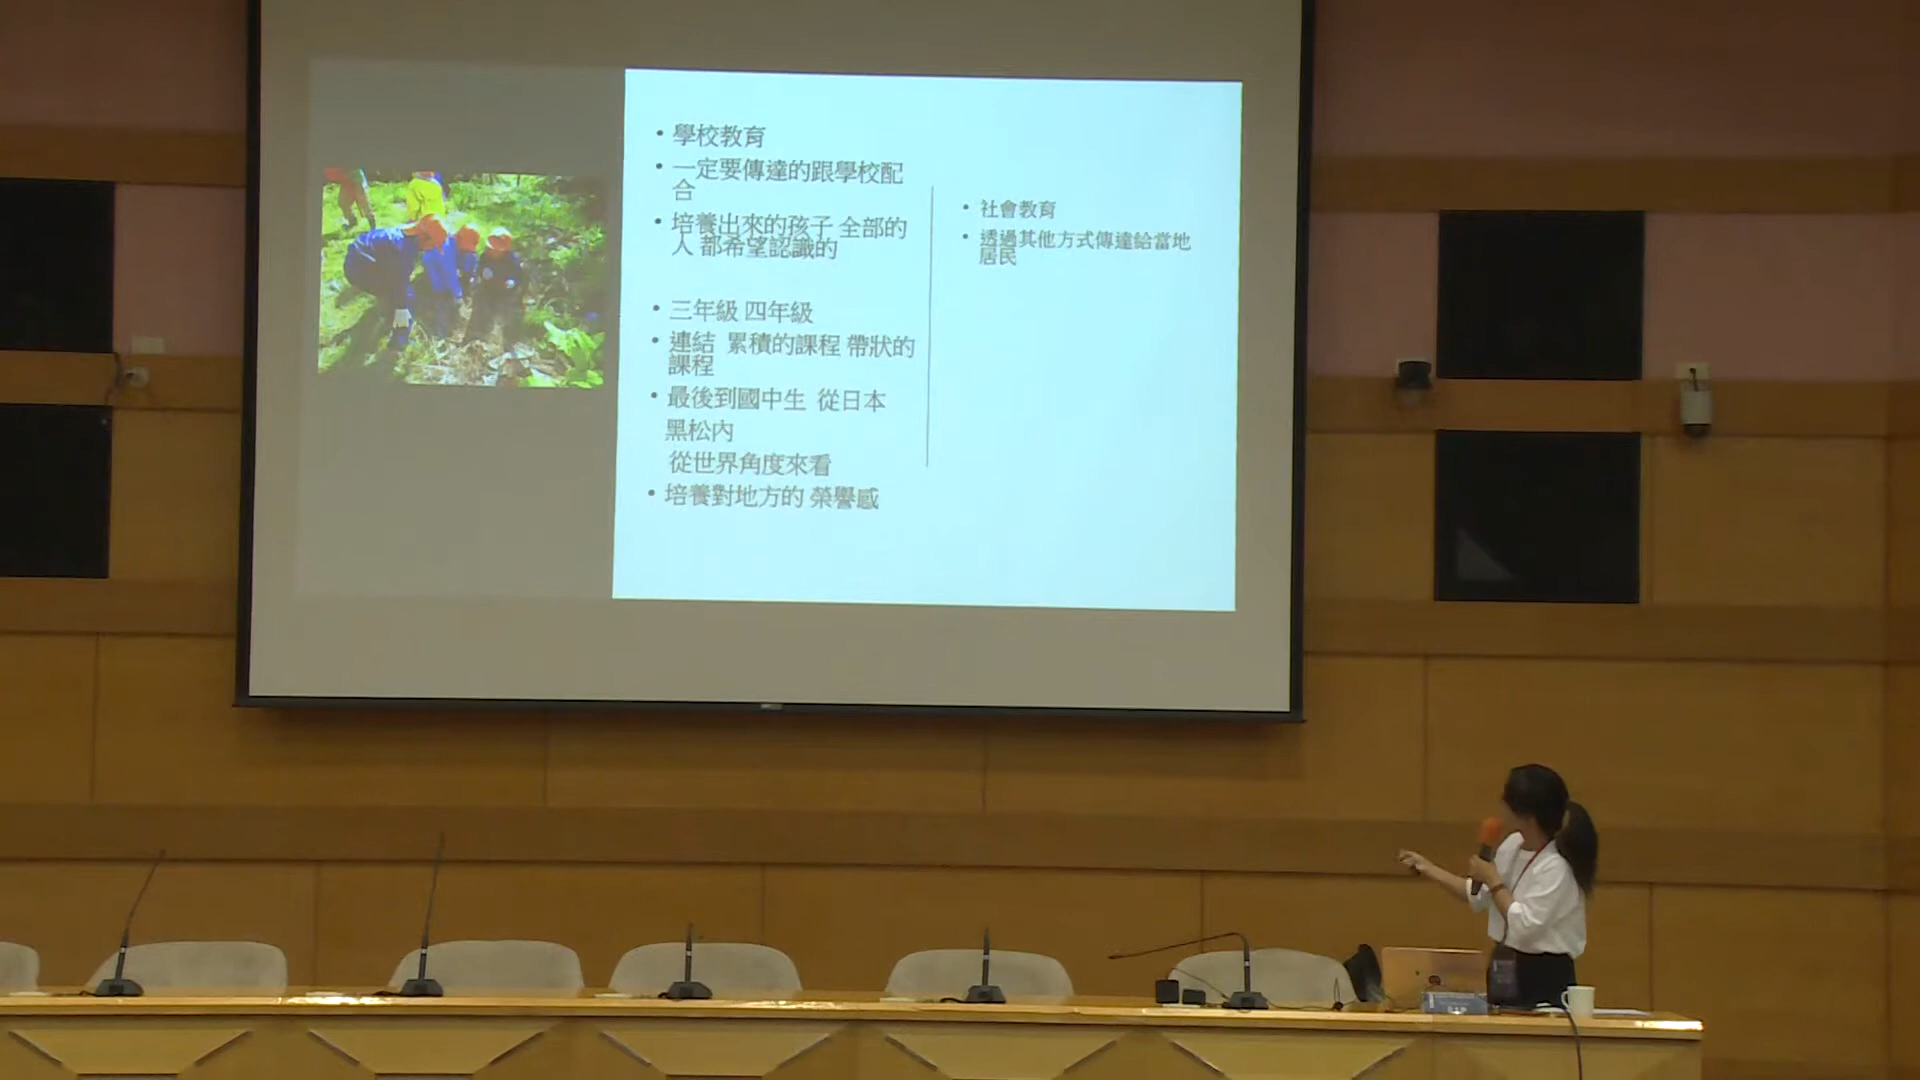 學校教育
一定要傳達的跟學校配
合
培養出來的孩子 全部的
人 都希望認識的
三年級 四年級
連結 累積的課程 帶狀的
課程
最後到國中生 從日本
黑松內
從世界角度來看
培養對地方的 榮譽感
社會教育
透過其他方式傳達給當地
居民